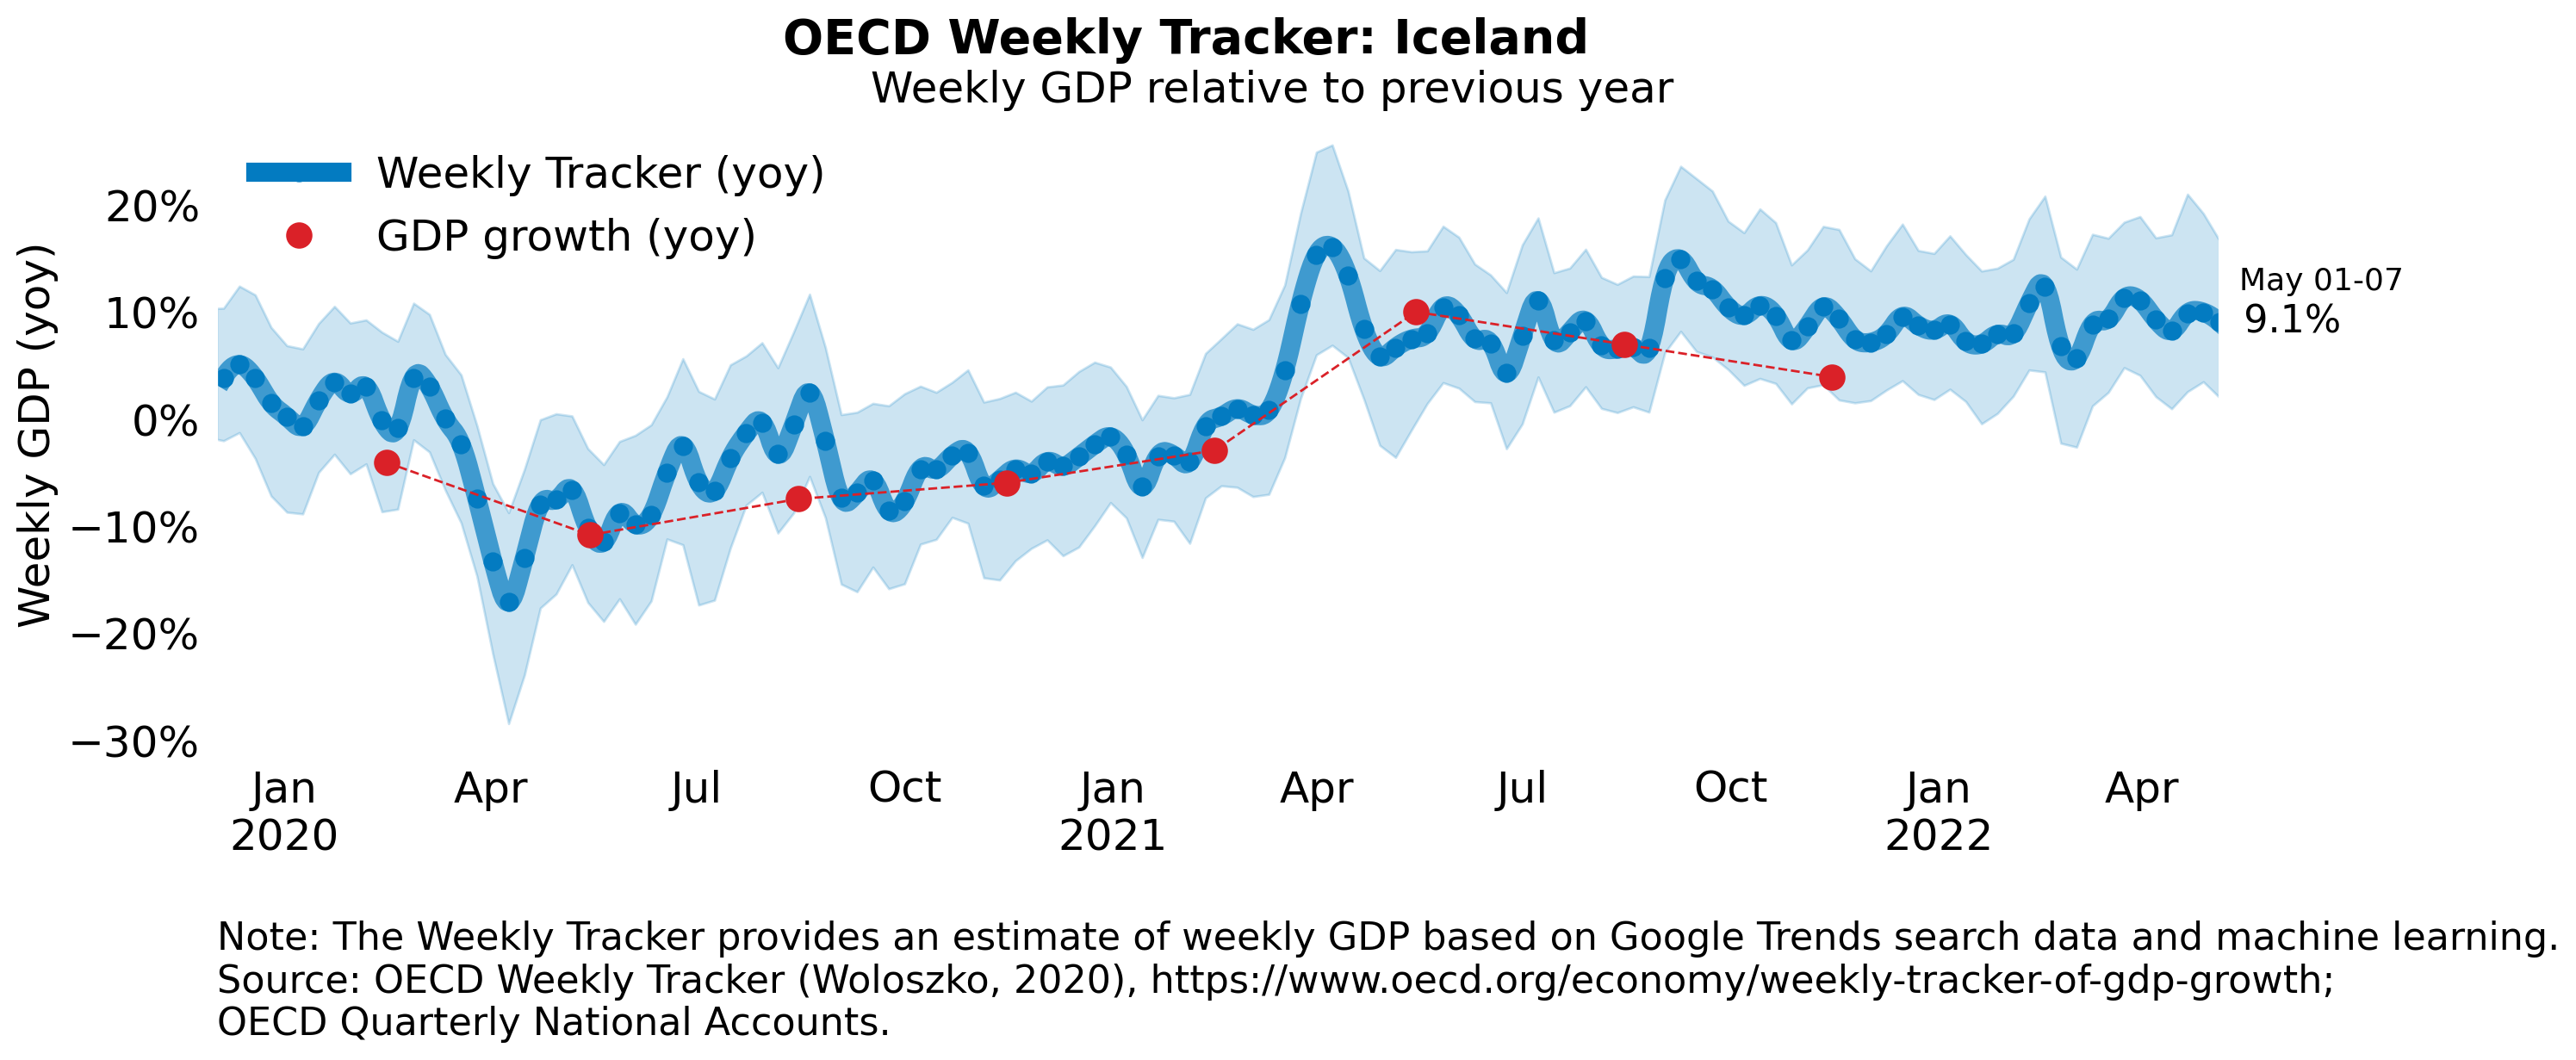 OECD Weekly Tracker: Iceland
Weekly GDP relative to previous year
Weekly Tracker (yoy)
GDP growth (yoy)
Weekly GDP (yoy)
20%
10%
0%
−10%
−20%
−30%
May 01-07
9.1%
Jan Apr Jul Oct Jan Apr Jul Oct Jan Apr
2020 2021 2022
Note: The Weekly Tracker provides an estimate of weekly GDP based on Google Trends search data and machine learning.
Source: OECD Weekly Tracker (Woloszko, 2020), https://www.oecd.org/economy/weekly-tracker-of-gdp-growth;
OECD Quarterly National Accounts.